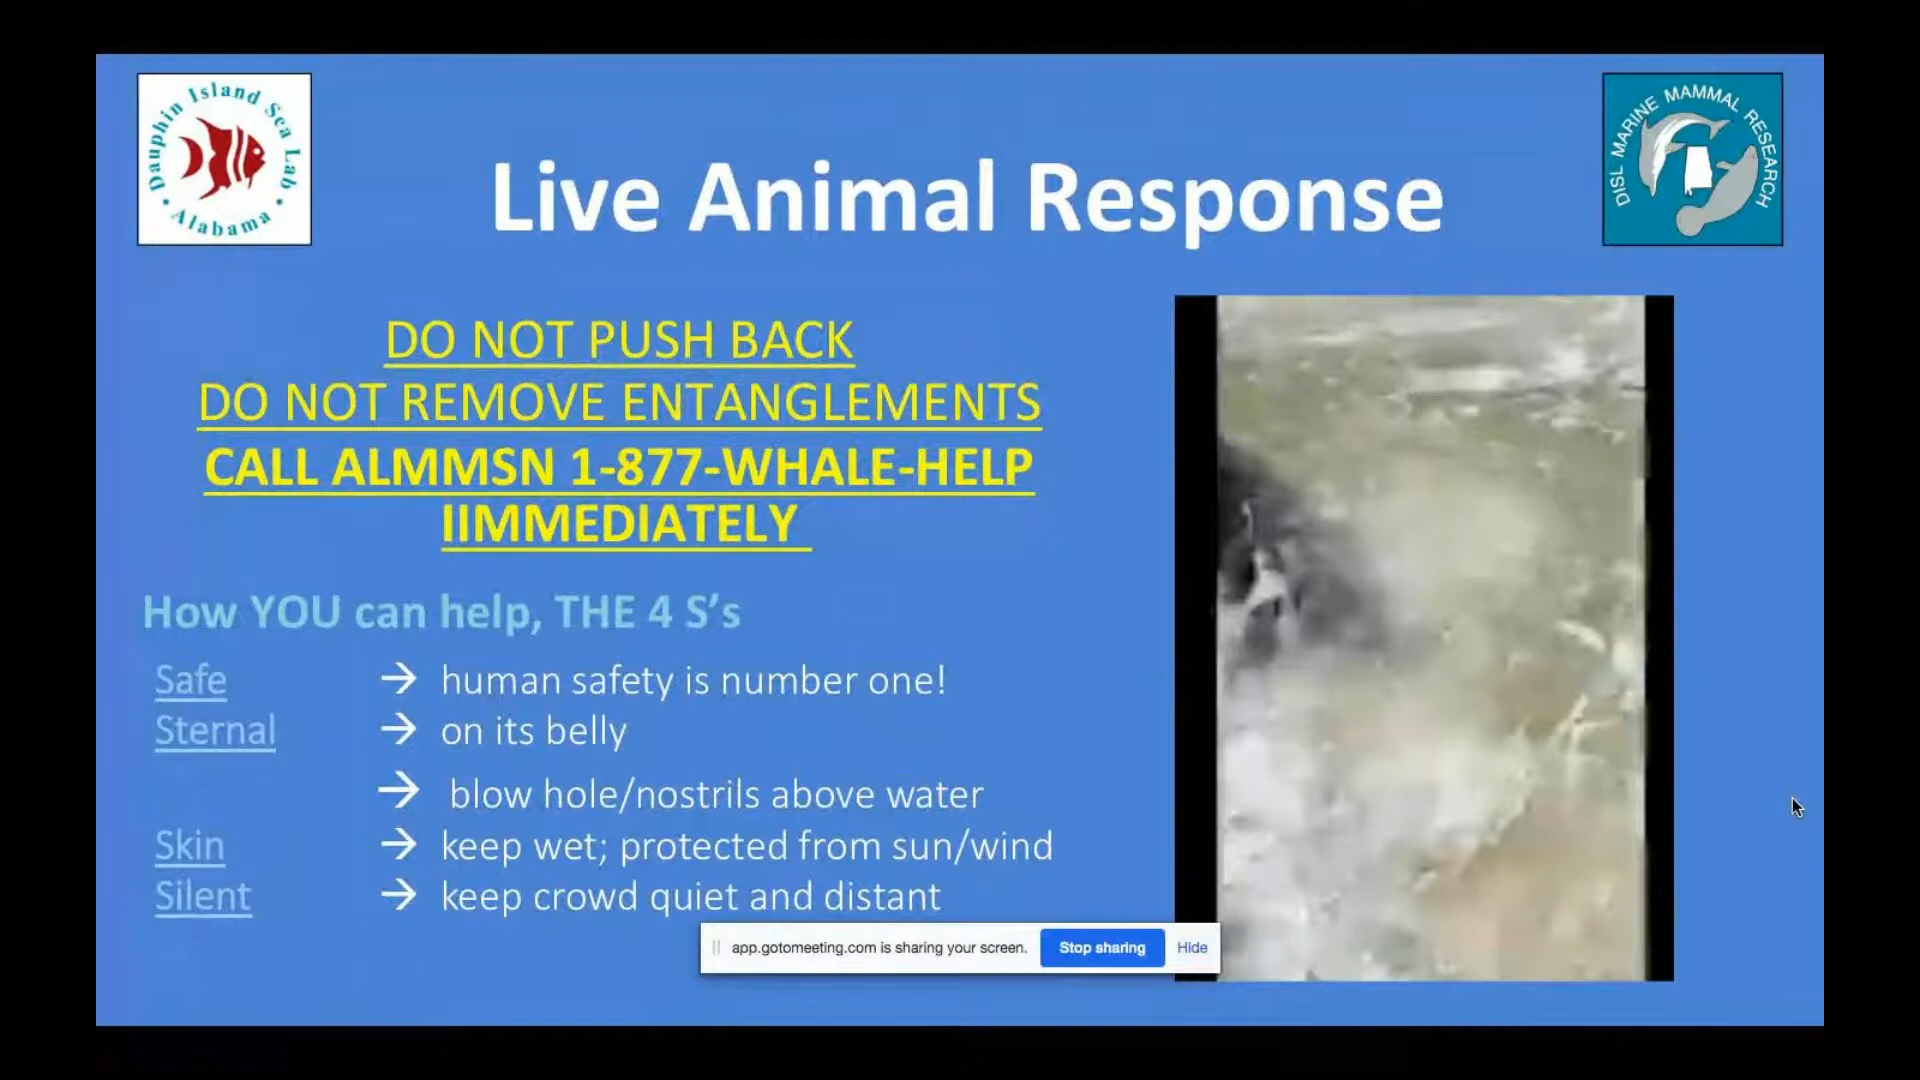 Dauphin Island Sea Lab
Alabama
DISL MARINE MAMMAL RESEARCH
Live Animal Response
DO NOT PUSH BACK
DO NOT REMOVE ENTANGLEMENTS
CALL ALMMSN 1-877-WHALE-HELP
IIMMEDIATELY
How YOU can help, THE 4 S’s
Safe → human safety is number one!
Sternal → on its belly
→ blow hole/nostrils above water
Skin → keep wet; protected from sun/wind
Silent → keep crowd quiet and distant
app.gotomeeting.com is sharing your screen. Stop sharing Hide